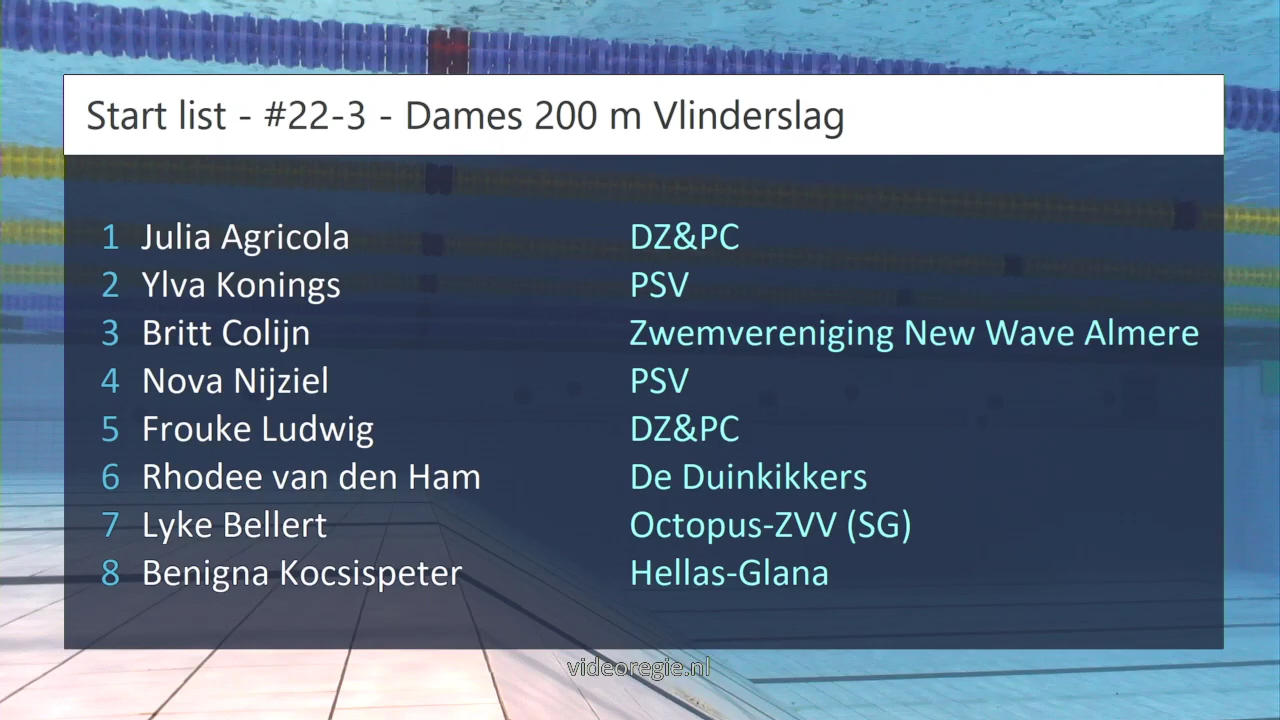 Start list - #22-3 - Dames 200 m Vlinderslag
1 Julia Agricola DZ&PC
2 Ylva Konings PSV
3 Britt Colijn Zwemvereniging New Wave Almere
4 Nova Nijziel PSV
5 Frouke Ludwig DZ&PC
6 Rhodee van den Ham De Duinkikkers
7 Lyke Bellert Octopus-ZVV (SG)
8 Benigna Kocsispeter Hellas-Glana
videoregie.nl